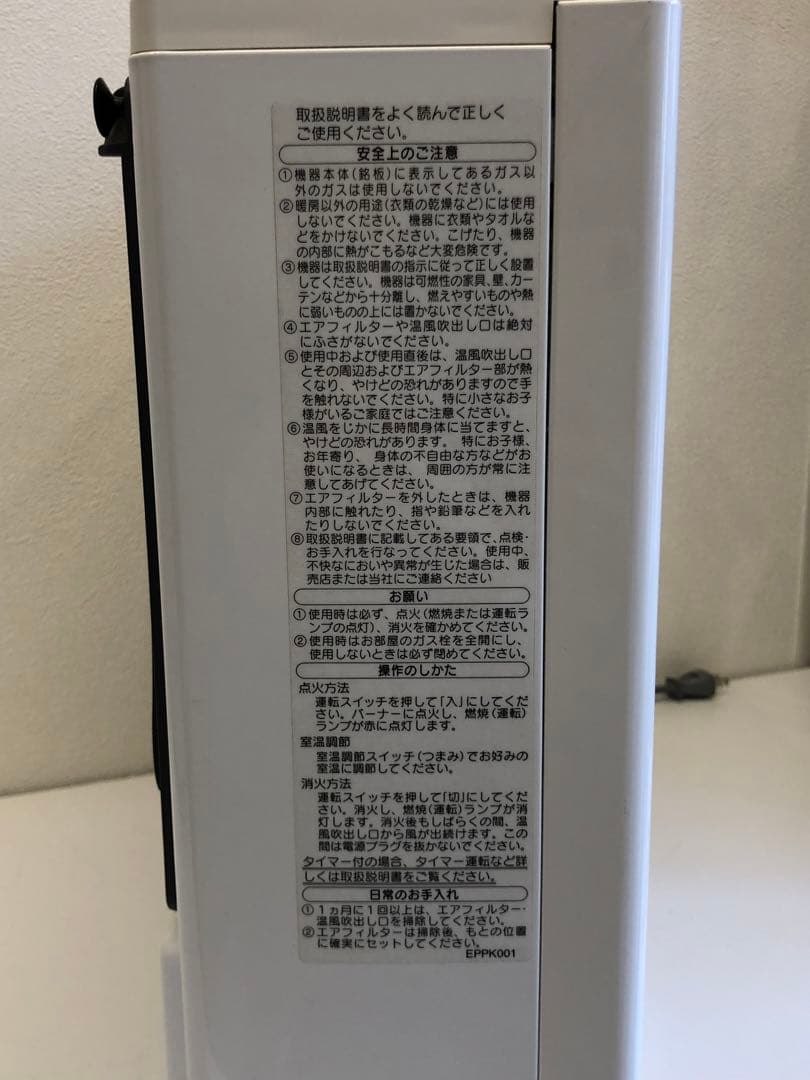 取扱説明書をよく読んで正しく
ご使用ください。
安全上のご注意
①機器本体(銘板)に表示してあるガス以
外のガスは使用しないでください。
②暖房以外の用途(衣類の乾燥など)には使用
しないでください。機器に衣類やタオルな
どをかけないでください。こげたり、機器
の内部に熱がこもるなど大変危険です。
③機器は取扱説明書の指示に従って正しく設置
してください。機器は可燃性の家具、壁、カー
テンなどから十分離し、燃えやすいものや熱
に弱いものの上には置かないでください。
④エアフィルターや温風吹出し口は絶対
にふさがないでください。
⑤使用中および使用直後は、温風吹出し口
とその周辺およびエアフィルター部が熱
くなり、やけどの恐れがありますので手
を触れないでください。特に小さなお子
様がいるご家庭ではご注意ください。
⑥温風をじかに長時間身体に当てますと、
やけどの恐れがあります。特にお子様、
お年寄り、身体の不自由な方などがお
使いになるときは、周囲の方が常に注
意してあげてください。
⑦エアフィルターを外したときは、機器
内部に触れたり、指や鉛筆などを入れ
たりしないでください。
⑧取扱説明書に記載してある要領で、点検・
お手入れを行なってください。使用中、
不快なにおいや異常が生じた場合は、販
売店または当社にご連絡ください
お願い
①使用時は必ず、点火(燃焼または運転ラ
ンプの点灯)、消火を確かめてください。
②使用時はお部屋のガス栓を全開にし、
使用しないときは必ず閉めてください。
操作のしかた
点火方法
運転スイッチを押して「入」にしてくだ
さい。バーナーに点火し、燃焼(運転)
ランプが赤に点灯します。
室温調節
室温調節スイッチ(つまみ)でお好みの
室温に調節してください。
消火方法
運転スイッチを押して「切」にしてくだ
さい。消火し、燃焼(運転)ランプが消
灯します。消火後もしばらくの間、温
風吹出し口から風が出続けます。この
間は電源プラグを抜かないでください。
タイマー付の場合、タイマー運転など詳
しくは取扱説明書をご覧ください。
日常のお手入れ
①1ヵ月に1回以上は、エアフィルター・
温風吹出し口を掃除してください。
②エアフィルターは掃除後、もとの位置
に確実にセットしてください。
EPPK001